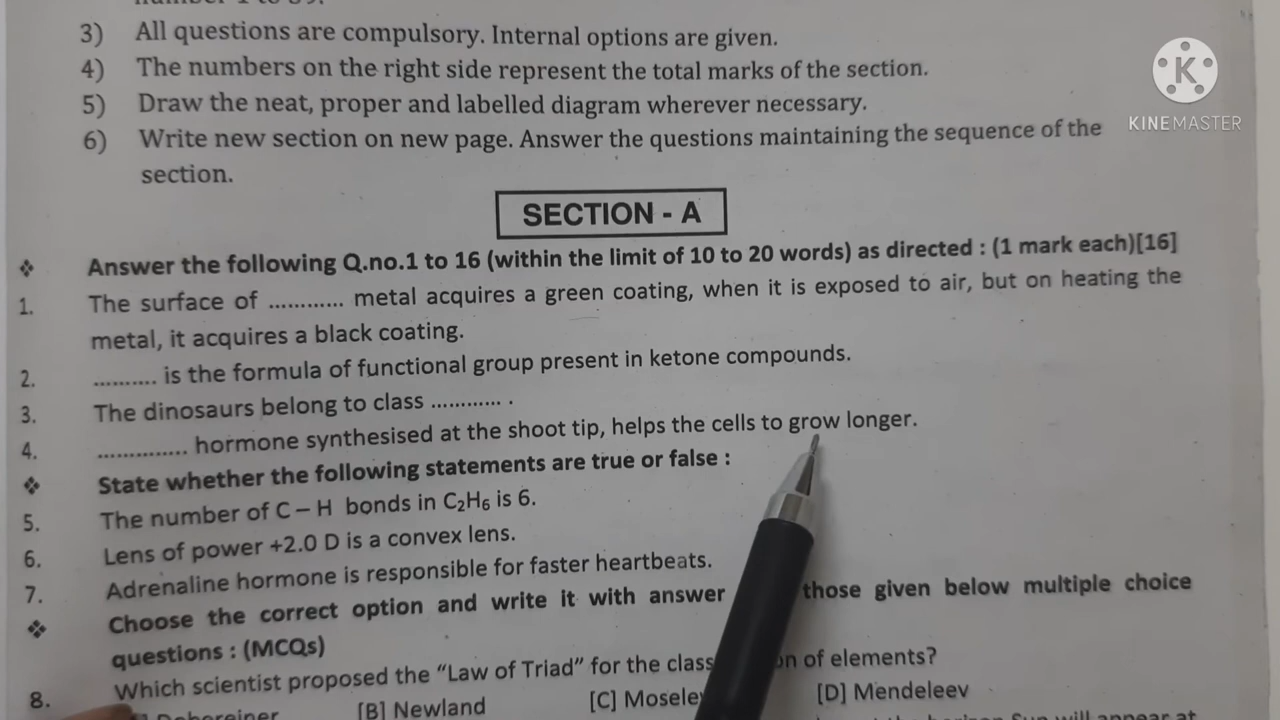 3) All questions are compulsory. Internal options are given.
4) The numbers on the right side represent the total marks of the section.
5) Draw the neat, proper and labelled diagram wherever necessary.
6) Write new section on new page. Answer the questions maintaining the sequence of the
section.
K
KINEMASTER
SECTION - A
❖ Answer the following Q.no.1 to 16 (within the limit of 10 to 20 words) as directed : (1 mark each)[16]
1. The surface of ............ metal acquires a green coating, when it is exposed to air, but on heating the
metal, it acquires a black coating.
2. .......... is the formula of functional group present in ketone compounds.
3. The dinosaurs belong to class ............ .
4. .............. hormone synthesised at the shoot tip, helps the cells to grow longer.
❖ State whether the following statements are true or false :
5. The number of C – H bonds in C₂H₆ is 6.
6. Lens of power +2.0 D is a convex lens.
7. Adrenaline hormone is responsible for faster heartbeats.
❖ Choose the correct option and write it with answer those given below multiple choice
questions : (MCQs)
8. Which scientist proposed the “Law of Triad” for the class on of elements?
[B] Newland [C] Moseley [D] Mendeleev